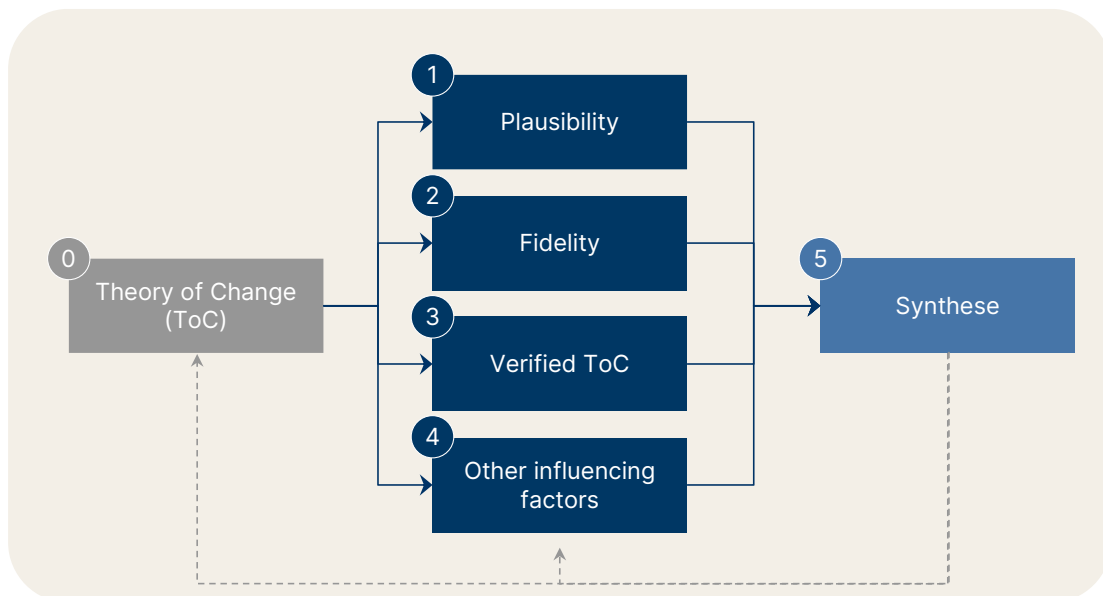 0
Theory of Change
(ToC)
1
Plausibility
2
Fidelity
3
Verified ToC
4
Other influencing
factors
5
Synthese